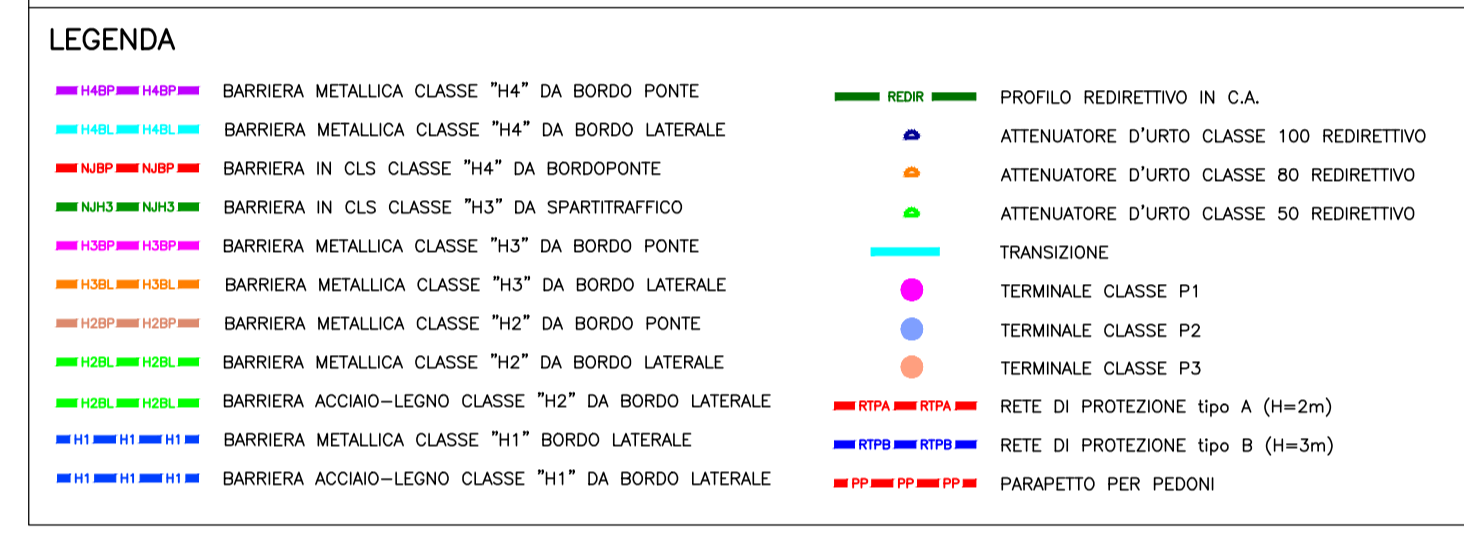 LEGENDA
H4BP H4BP BARRIERA METALLICA CLASSE "H4" DA BORDO PONTE
H4BL H4BL BARRIERA METALLICA CLASSE "H4" DA BORDO LATERALE
NJBP NJBP BARRIERA IN CLS CLASSE "H4" DA BORDOPONTE
NJH3 NJH3 BARRIERA IN CLS CLASSE "H3" DA SPARTITRAFFICO
H3BP H3BP BARRIERA METALLICA CLASSE "H3" DA BORDO PONTE
H3BL H3BL BARRIERA METALLICA CLASSE "H3" DA BORDO LATERALE
H2BP H2BP BARRIERA METALLICA CLASSE "H2" DA BORDO PONTE
H2BL H2BL BARRIERA METALLICA CLASSE "H2" DA BORDO LATERALE
H2BL H2BL BARRIERA ACCIAIO-LEGNO CLASSE "H2" DA BORDO LATERALE
H1 H1 H1 BARRIERA METALLICA CLASSE "H1" BORDO LATERALE
H1 H1 H1 BARRIERA ACCIAIO-LEGNO CLASSE "H1" DA BORDO LATERALE
REDIR PROFILO REDIRETTIVO IN C.A.
ATTENUATORE D'URTO CLASSE 100 REDIRETTIVO
ATTENUATORE D'URTO CLASSE 80 REDIRETTIVO
ATTENUATORE D'URTO CLASSE 50 REDIRETTIVO
TRANSIZIONE
TERMINALE CLASSE P1
TERMINALE CLASSE P2
TERMINALE CLASSE P3
RTPA RTPA RETE DI PROTEZIONE tipo A (H=2m)
RTPB RTPB RETE DI PROTEZIONE tipo B (H=3m)
PP PP PP PARAPETTO PER PEDONI